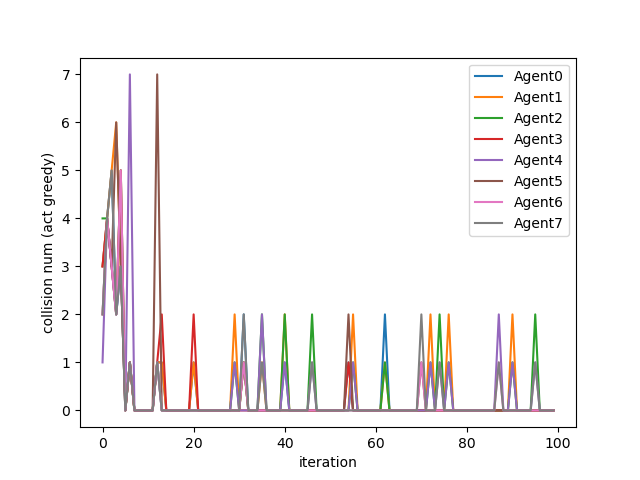 7
6
5
4
3
2
1
0
collision num (act greedy)
0
20
40
60
80
100
iteration
Agent0
Agent1
Agent2
Agent3
Agent4
Agent5
Agent6
Agent7